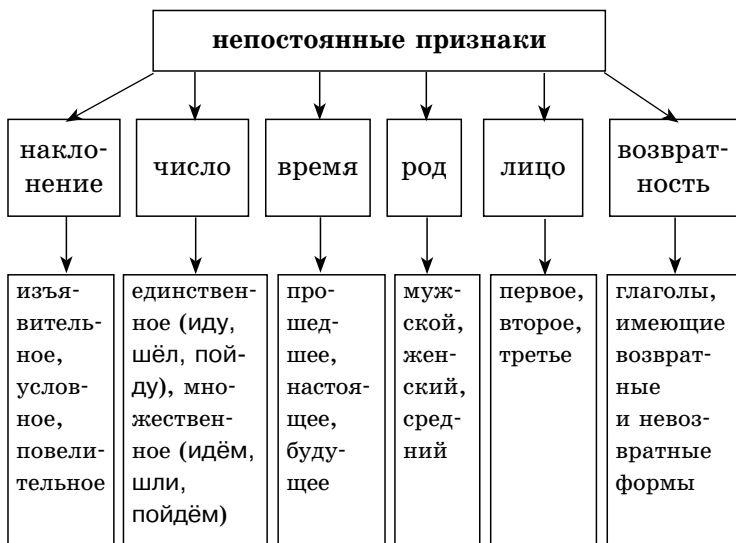 непостоянные признаки
накло-
нение
число
время
род
лицо
возврат-
ность
изъя-
витель-
ное,
услов-
ное,
повели-
тельное
единствен-
ное (иду,
шёл, пой-
ду), мно-
жествен-
ное (идём,
шли,
пойдём)
про-
шед-
шее,
настоя-
щее,
буду-
щее
муж-
ской,
жен-
ский,
сред-
ний
первое,
второе,
третье
глаголы,
имеющие
возврат-
ные
и невоз-
вратные
формы